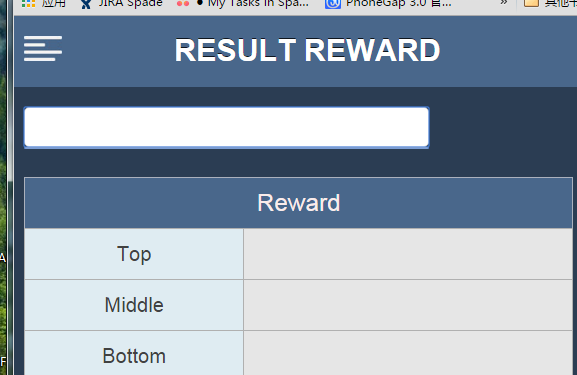 应用 JIRA Spade ● My Tasks in Spa... PhoneGap 3.0 官... » 其他书
RESULT REWARD
Reward
Top
A
Middle
Bottom
F